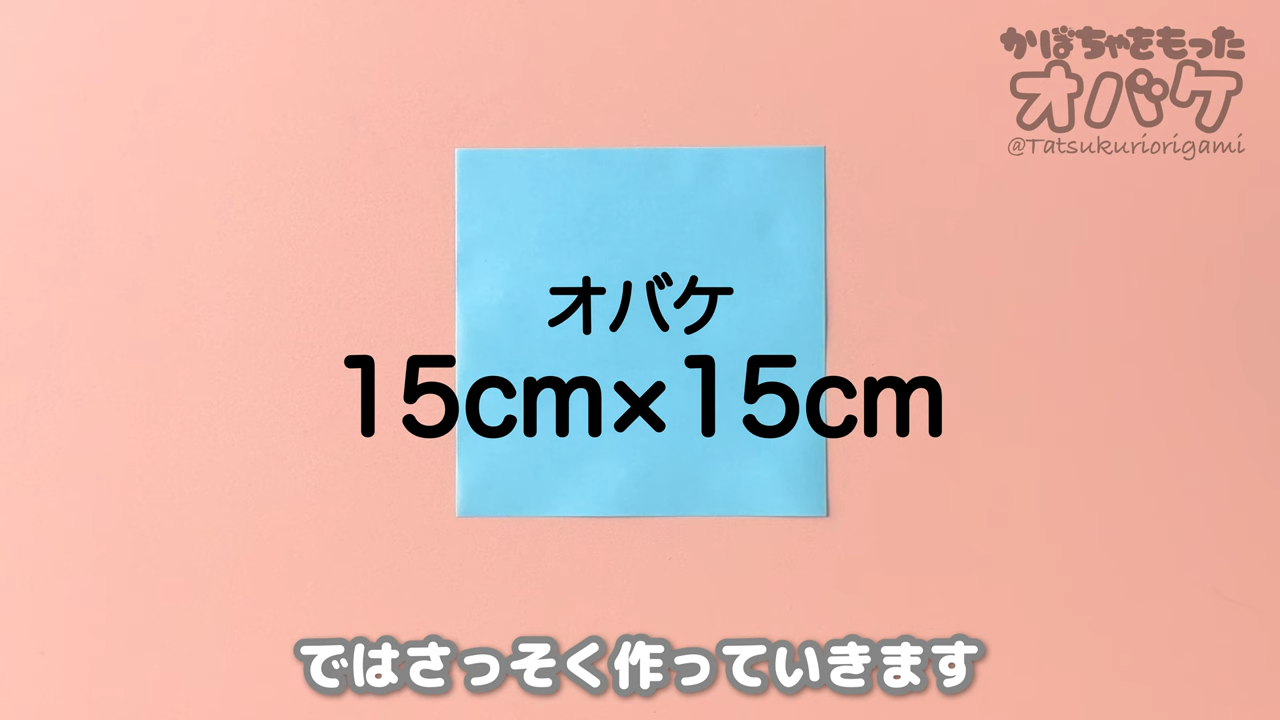 かぼちゃをもった
オバケ
@Tatsukuriorigami
オバケ
15cm×15cm
ではさっそく作っていきます